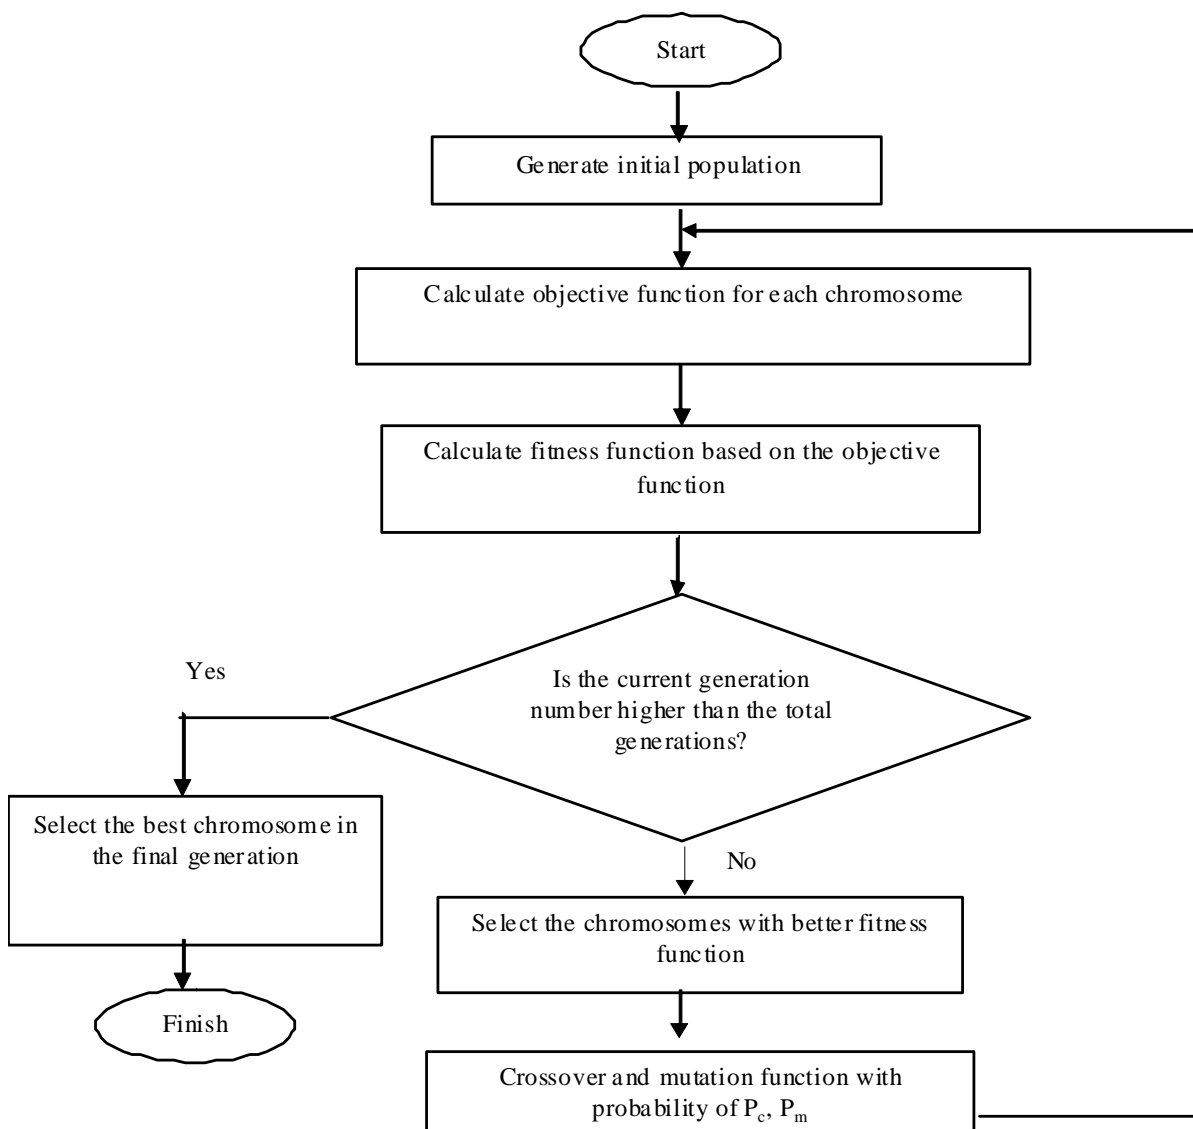 Start
Generate initial population
Calculate objective function for each chromosome
Calculate fitness function based on the objective
function
Is the current generation
number higher than the total
generations?
Yes
Select the best chromosome in
the final generation
Finish
No
Select the chromosomes with better fitness
function
Crossover and mutation function with
probability of Pc, Pm